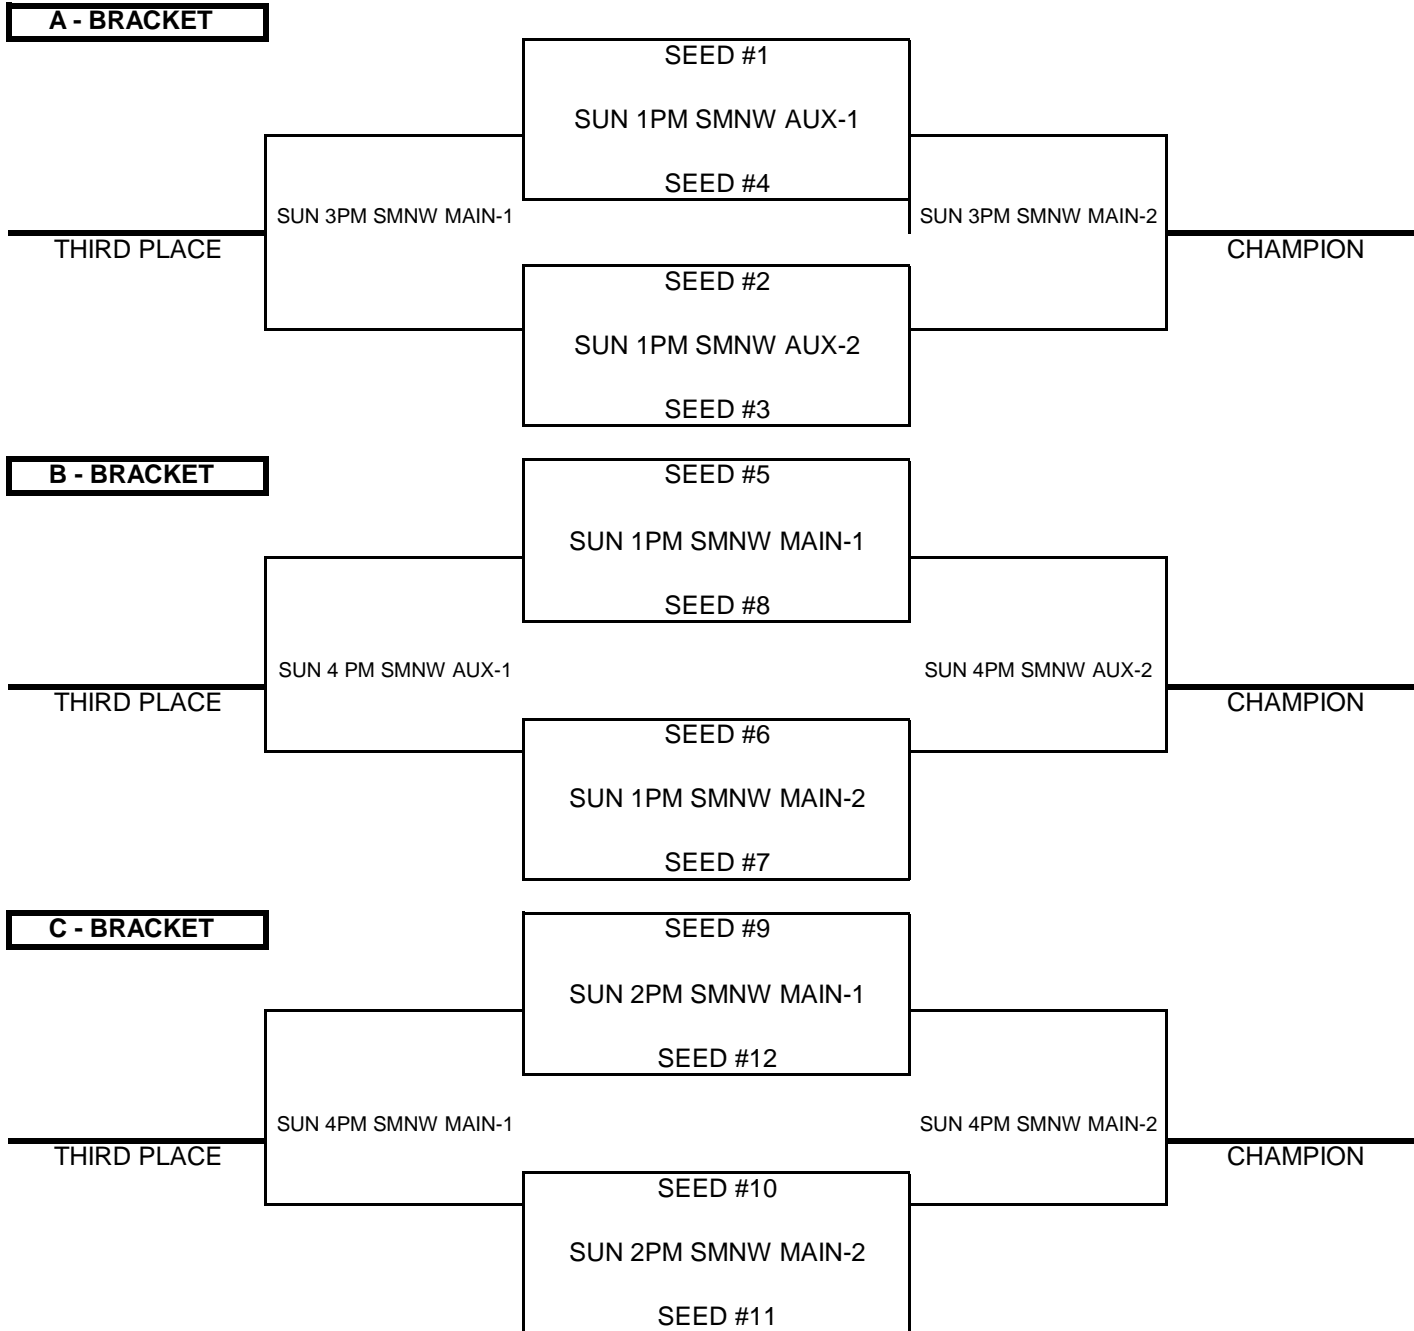 A - BRACKET
SEED #1
SUN 1PM SMNW AUX-1
SEED #4
SUN 3PM SMNW MAIN-1
SUN 3PM SMNW MAIN-2
THIRD PLACE
CHAMPION
SEED #2
SUN 1PM SMNW AUX-2
SEED #3
B - BRACKET
SEED #5
SUN 1PM SMNW MAIN-1
SEED #8
SUN 4 PM SMNW AUX-1
SUN 4PM SMNW AUX-2
THIRD PLACE
CHAMPION
SEED #6
SUN 1PM SMNW MAIN-2
SEED #7
C - BRACKET
SEED #9
SUN 2PM SMNW MAIN-1
SEED #12
SUN 4PM SMNW MAIN-1
SUN 4PM SMNW MAIN-2
THIRD PLACE
CHAMPION
SEED #10
SUN 2PM SMNW MAIN-2
SEED #11